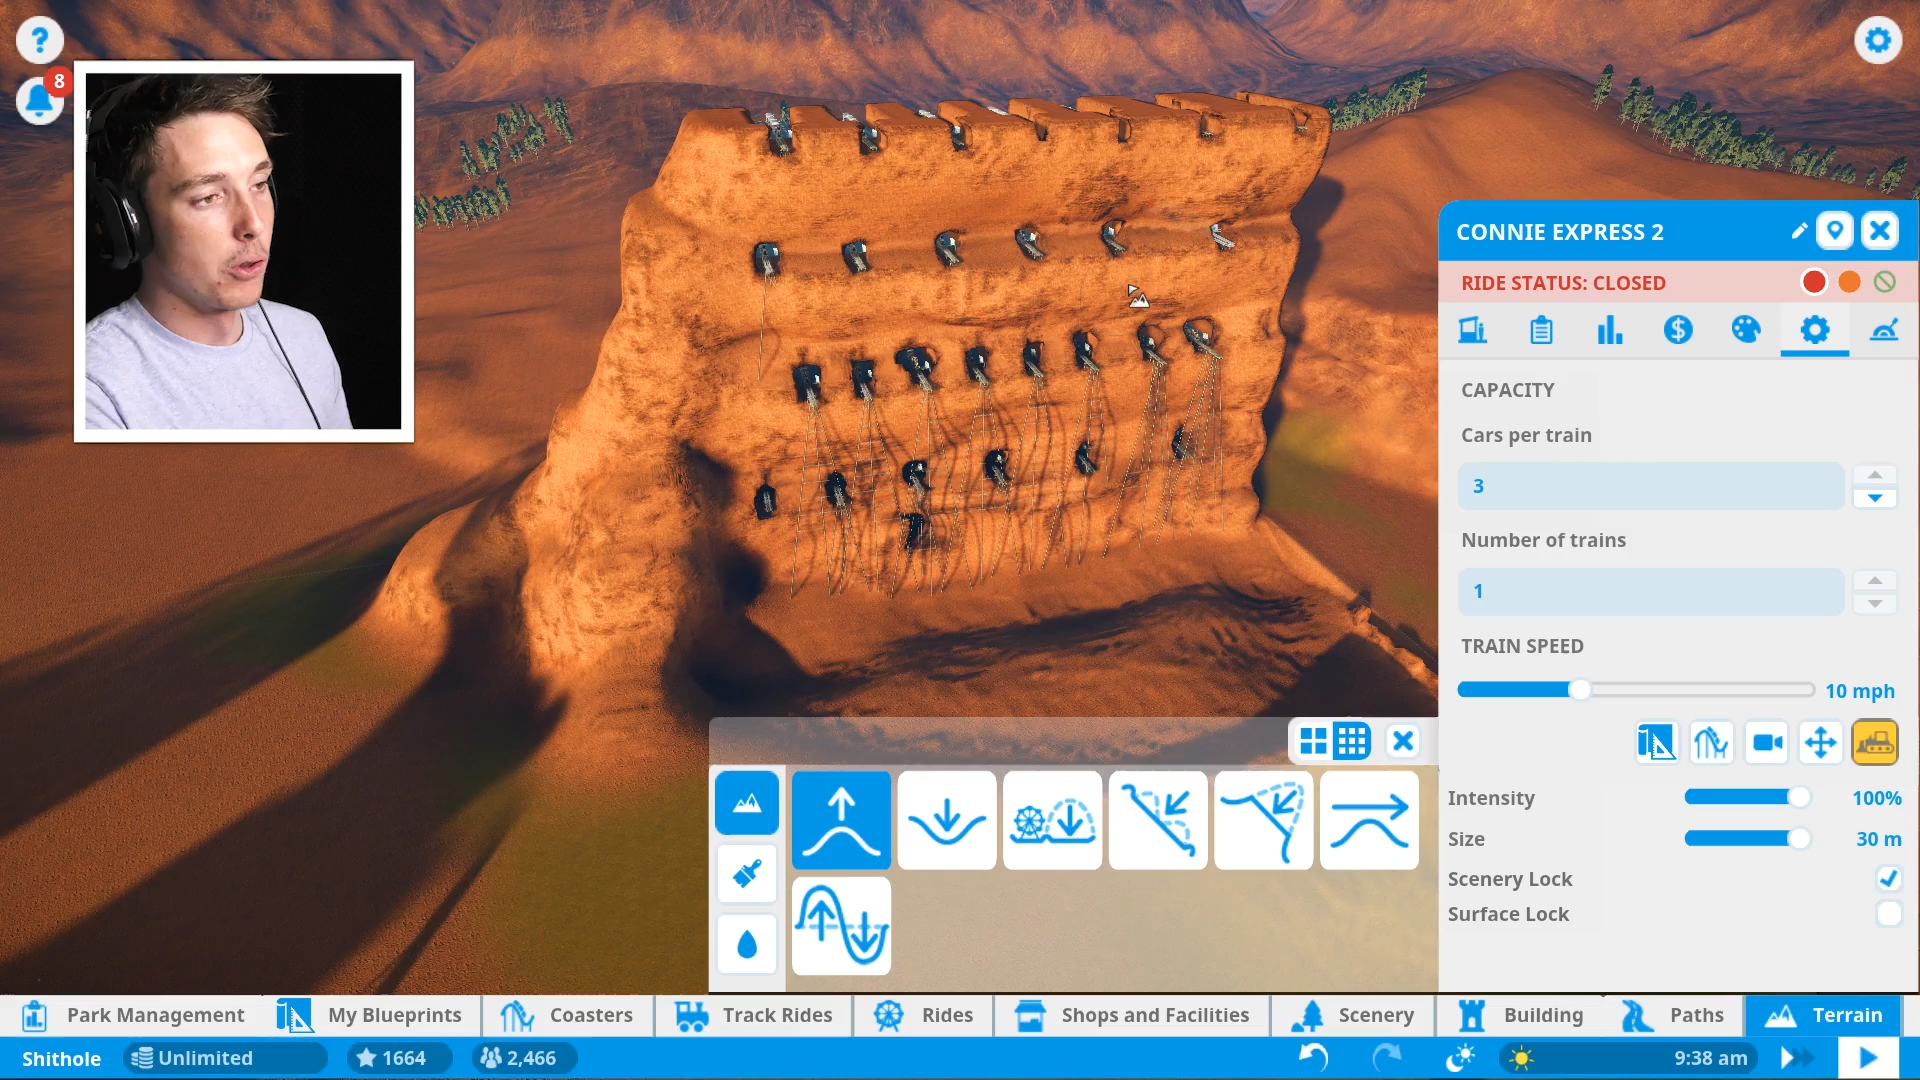 ?
8
CONNIE EXPRESS 2
RIDE STATUS: CLOSED
CAPACITY
Cars per train
3
Number of trains
1
TRAIN SPEED
10 mph
Intensity
100%
Size
30 m
Scenery Lock
Surface Lock
Park Management
My Blueprints
Coasters
Track Rides
Rides
Shops and Facilities
Scenery
Building
Paths
Terrain
Shithole
Unlimited
1664
2,466
9:38 am